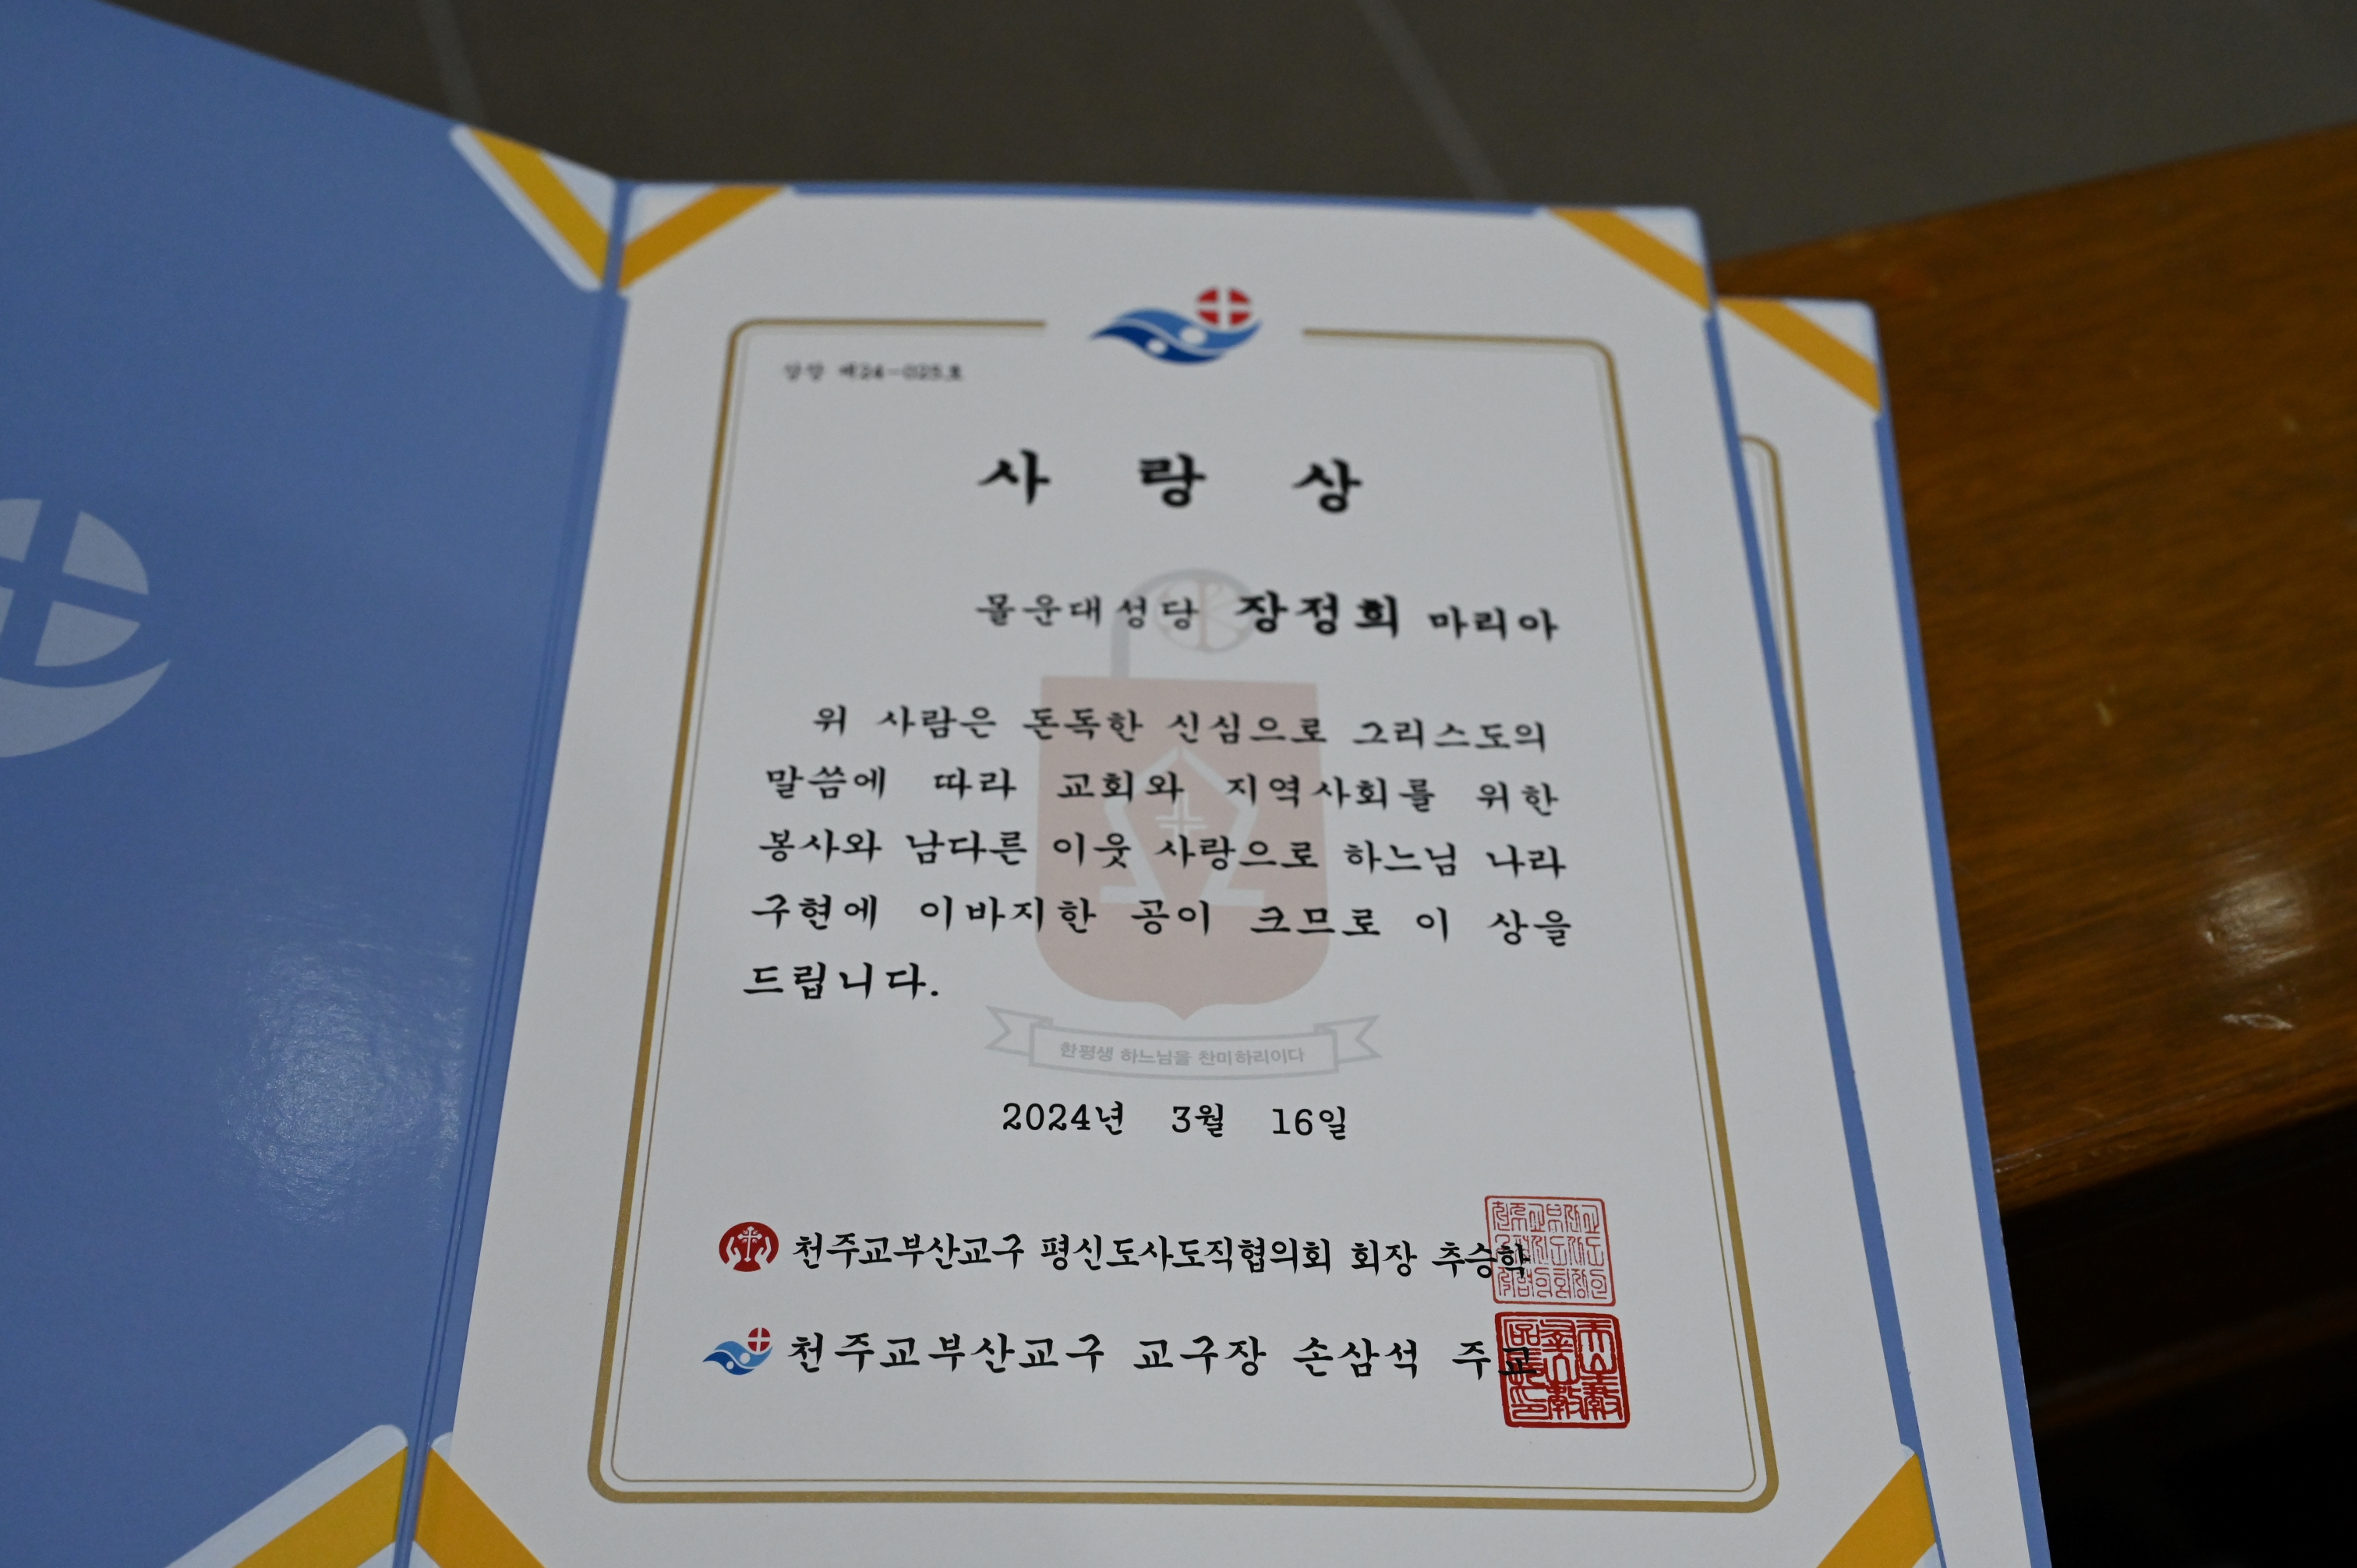 제24-025호
사 랑 상
몰운대성당 장정희 마리아
위 사람은 돈독한 신심으로 그리스도의
말씀에 따라 교회와 지역사회를 위한
봉사와 남다른 이웃 사랑으로 하느님 나라
구현에 이바지한 공이 크므로 이 상을
드립니다.
한평생 하느님을 찬미하리이다
2024년 3월 16일
천주교부산교구 평신도사도직협의회 회장 추승학
천주교부산교구 교구장 손삼석 주교